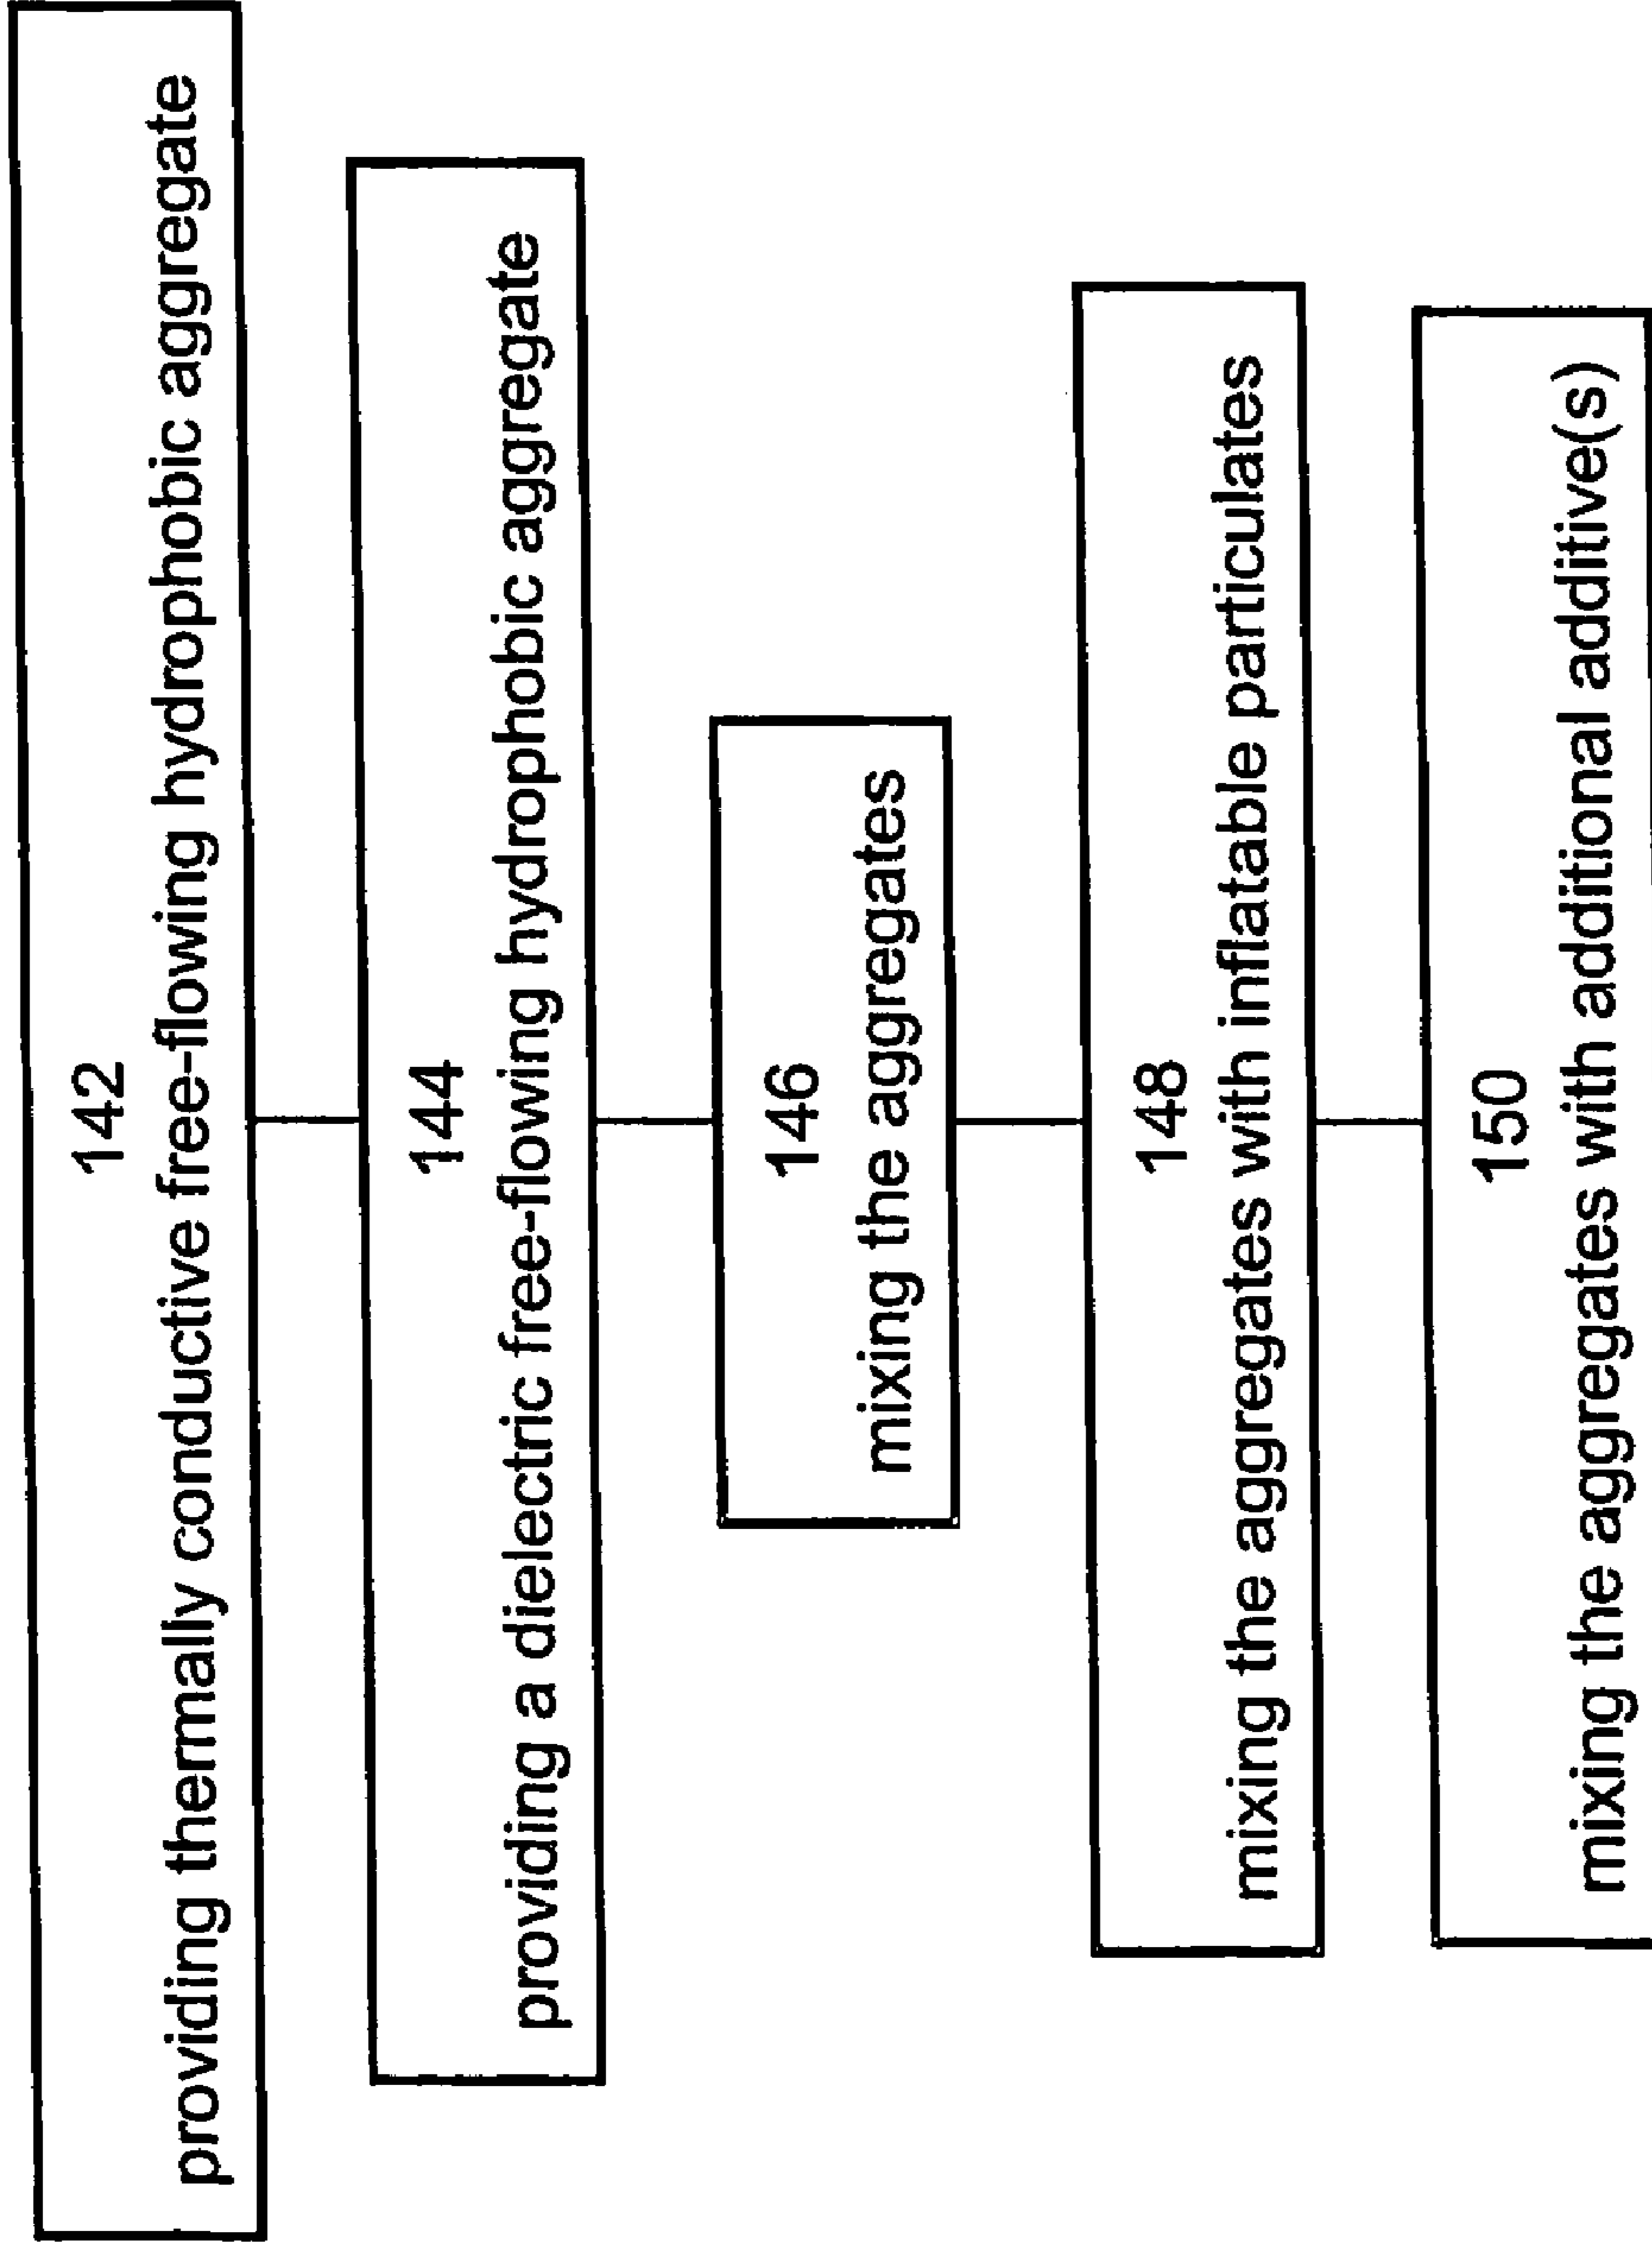 142
providing thermally conductive free-flowing hydrophobic aggregate
144
providing a dielectric free-flowing hydrophobic aggregate
146
mixing the aggregates
148
mixing the aggregates with inflatable particulates
150
mixing the aggregates with additional additive(s)